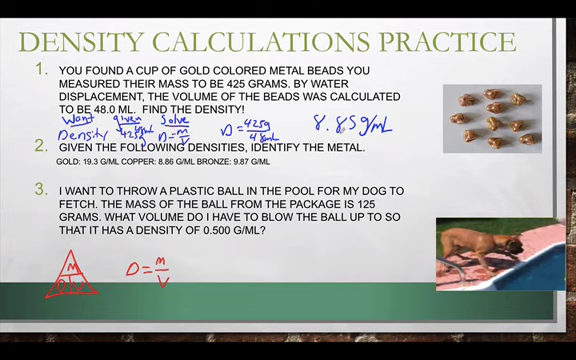 DENSITY CALCULATIONS PRACTICE
1. YOU FOUND A CUP OF GOLD COLORED METAL BEADS YOU
MEASURED THEIR MASS TO BE 425 GRAMS. BY WATER
DISPLACEMENT, THE VOLUME OF THE BEADS WAS CALCULATED
TO BE 48.0 ML. FIND THE DENSITY!
Want given Solve
Density 425g 48mL D = m/V D = 425g/48mL 8.85 g/mL
2. GIVEN THE FOLLOWING DENSITIES, IDENTIFY THE METAL.
GOLD: 19.3 G/ML COPPER: 8.86 G/ML BRONZE: 9.87 G/ML
3. I WANT TO THROW A PLASTIC BALL IN THE POOL FOR MY DOG TO
FETCH. THE MASS OF THE BALL FROM THE PACKAGE IS 125
GRAMS. WHAT VOLUME DO I HAVE TO BLOW THE BALL UP TO SO
THAT IT HAS A DENSITY OF 0.500 G/ML?
m
D V D = m/V